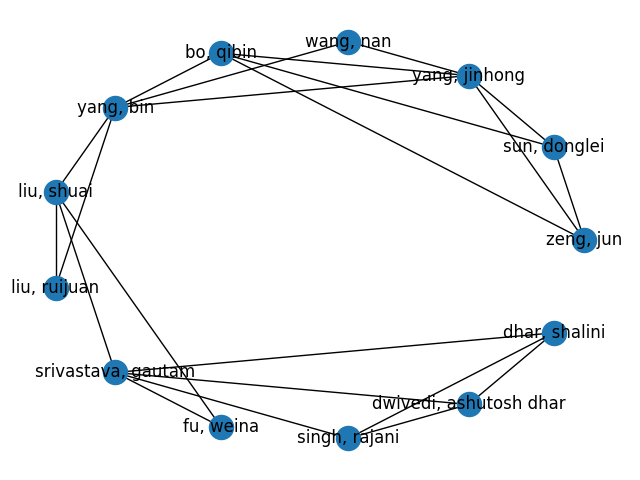 wang, nan
bo, qibin
yang, jinhong
yang, bin
sun, donglei
liu, shuai
zeng, jun
liu, ruijuan
dhar, shalini
srivastava, gautam
dwivedi, ashutosh dhar
fu, weina
singh, rajani